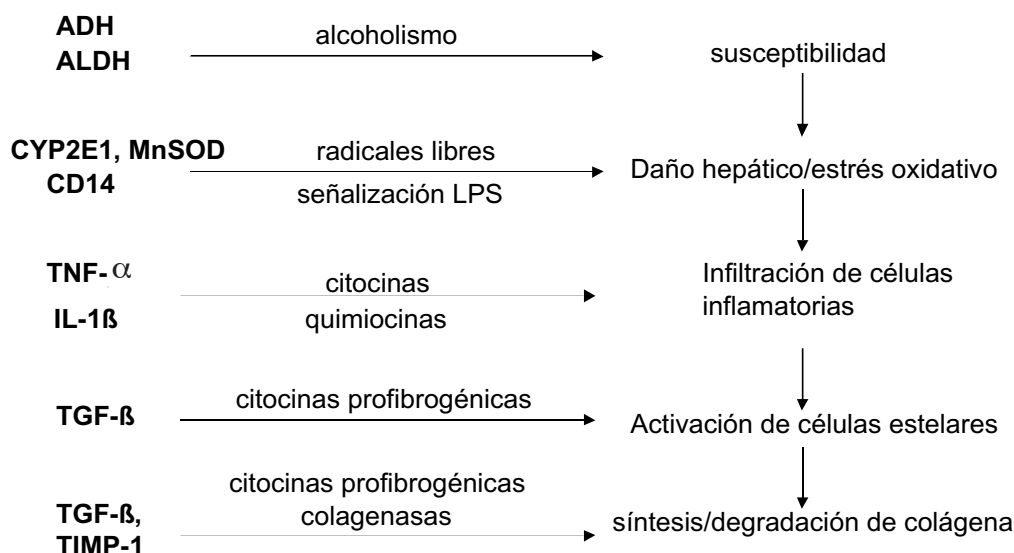 ADH
ALDH
alcoholismo
susceptibilidad
CYP2E1, MnSOD
CD14
radicales libres
señalización LPS
Daño hepático/estrés oxidativo
TNF-α
IL-1ß
citocinas
quimiocinas
Infiltración de células
inflamatorias
TGF-ß
citocinas profibrogénicas
Activación de células estelares
TGF-ß,
TIMP-1
citocinas profibrogénicas
colagenasas
síntesis/degradación de colágena